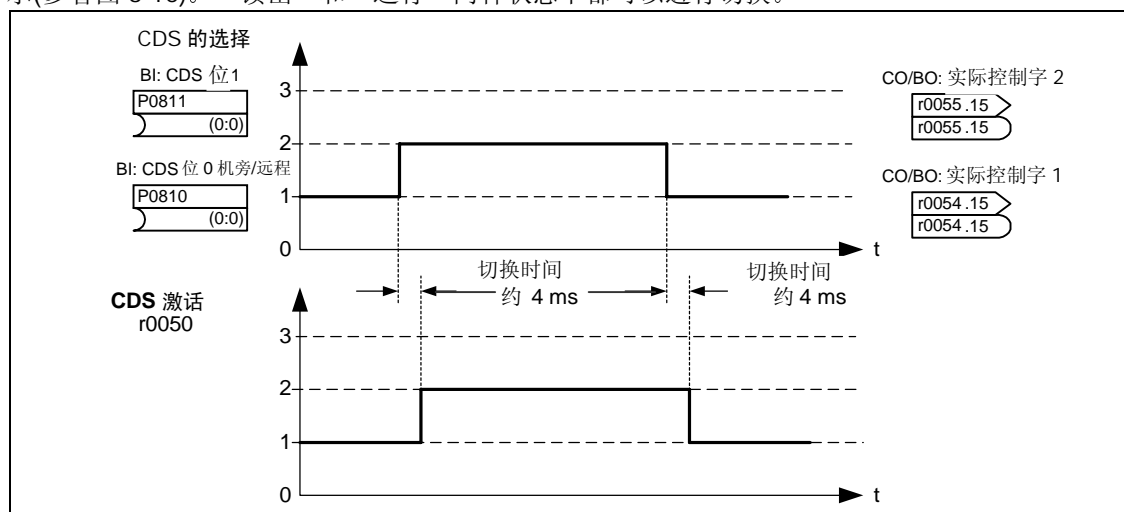 CDS 的选择
BI: CDS 位1
P0811
(0:0)
BI: CDS 位 0 机旁/远程
P0810
(0:0)
3
2
1
0
t
CO/BO: 实际控制字 2
r0055 .15
r0055 .15
CO/BO: 实际控制字 1
r0054 .15
r0054 .15
切换时间
约 4 ms
切换时间
约 4 ms
CDS 激话
r0050
3
2
1
0
t